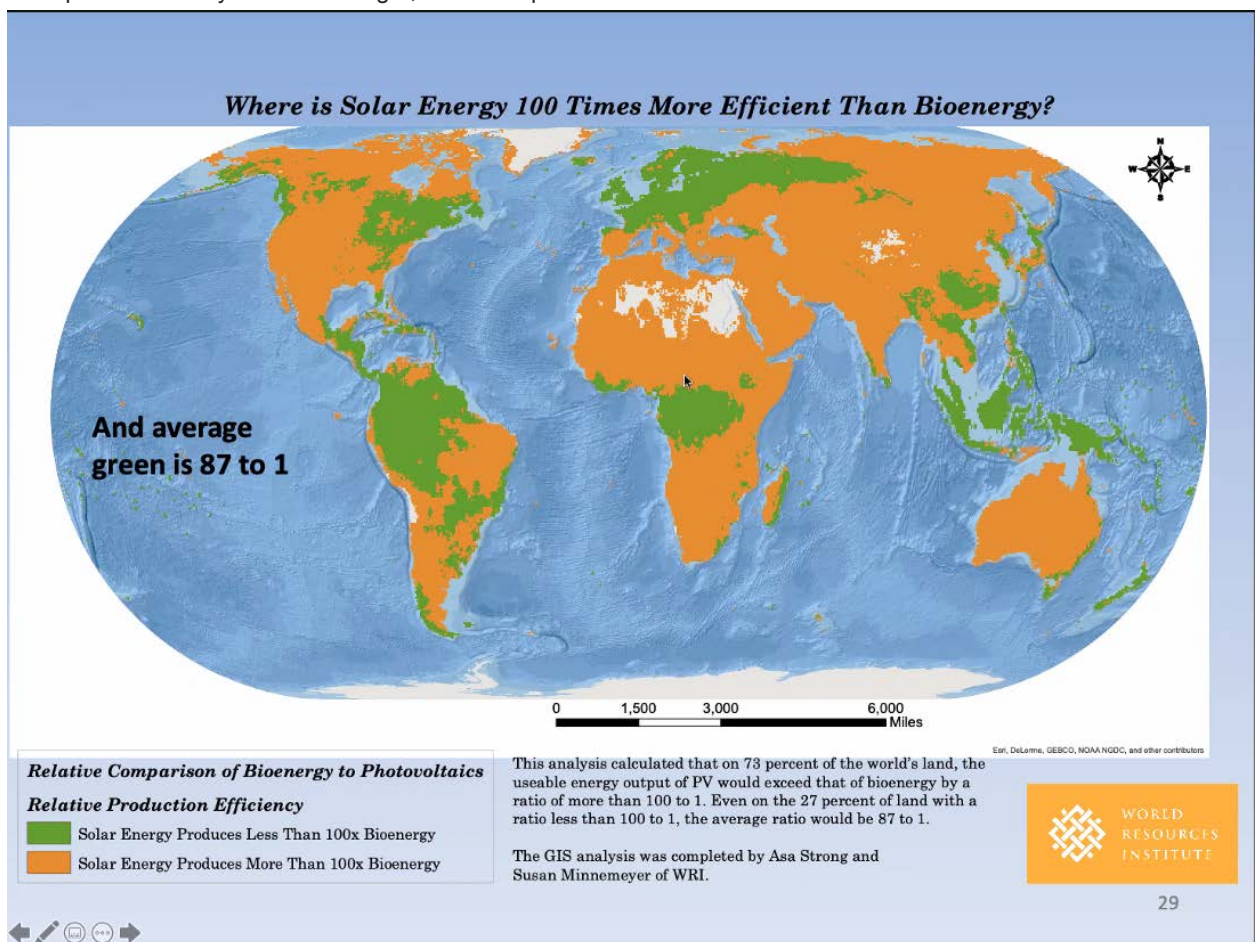 Where is Solar Energy 100 Times More Efficient Than Bioenergy?
N
W E
S
And average
green is 87 to 1
0 1,500 3,000 6,000
Miles
Esri, DeLorme, GEBCO, NOAA NGDC, and other contributors
Relative Comparison of Bioenergy to Photovoltaics
Relative Production Efficiency
Solar Energy Produces Less Than 100x Bioenergy
Solar Energy Produces More Than 100x Bioenergy
This analysis calculated that on 73 percent of the world's land, the
useable energy output of PV would exceed that of bioenergy by a
ratio of more than 100 to 1. Even on the 27 percent of land with a
ratio less than 100 to 1, the average ratio would be 87 to 1.
The GIS analysis was completed by Asa Strong and
Susan Minnemeyer of WRI.
WORLD
RESOURCES
INSTITUTE
29